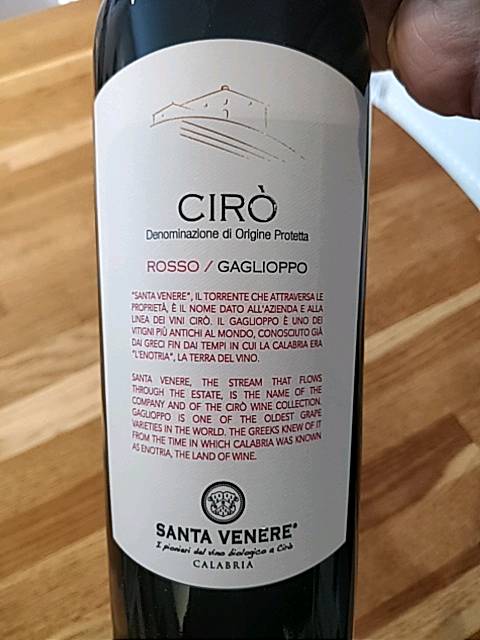 CIRÒ
Denominazione di Origine Protetta
ROSSO / GAGLIOPPO
"SANTA VENERE", IL TORRENTE CHE ATTRAVERSA LE
PROPRIETÀ, È IL NOME DATO ALL'AZIENDA E ALLA
LINEA DEI VINI CIRÒ. IL GAGLIOPPO È UNO DEI
VITIGNI PIÙ ANTICHI AL MONDO, CONOSCIUTO GIÀ
DAI GRECI FIN DAI TEMPI IN CUI LA CALABRIA ERA
"L'ENOTRIA", LA TERRA DEL VINO.
SANTA VENERE, THE STREAM THAT FLOWS
THROUGH THE ESTATE, IS THE NAME OF THE
COMPANY AND OF THE CIRÒ WINE COLLECTION.
GAGLIOPPO IS ONE OF THE OLDEST GRAPE
VARIETIES IN THE WORLD. THE GREEKS KNEW OF IT
FROM THE TIME IN WHICH CALABRIA WAS KNOWN
AS ENOTRIA, THE LAND OF WINE.
SANTA VENERE®
I pionieri del vino biologico a Cirò
CALABRIA